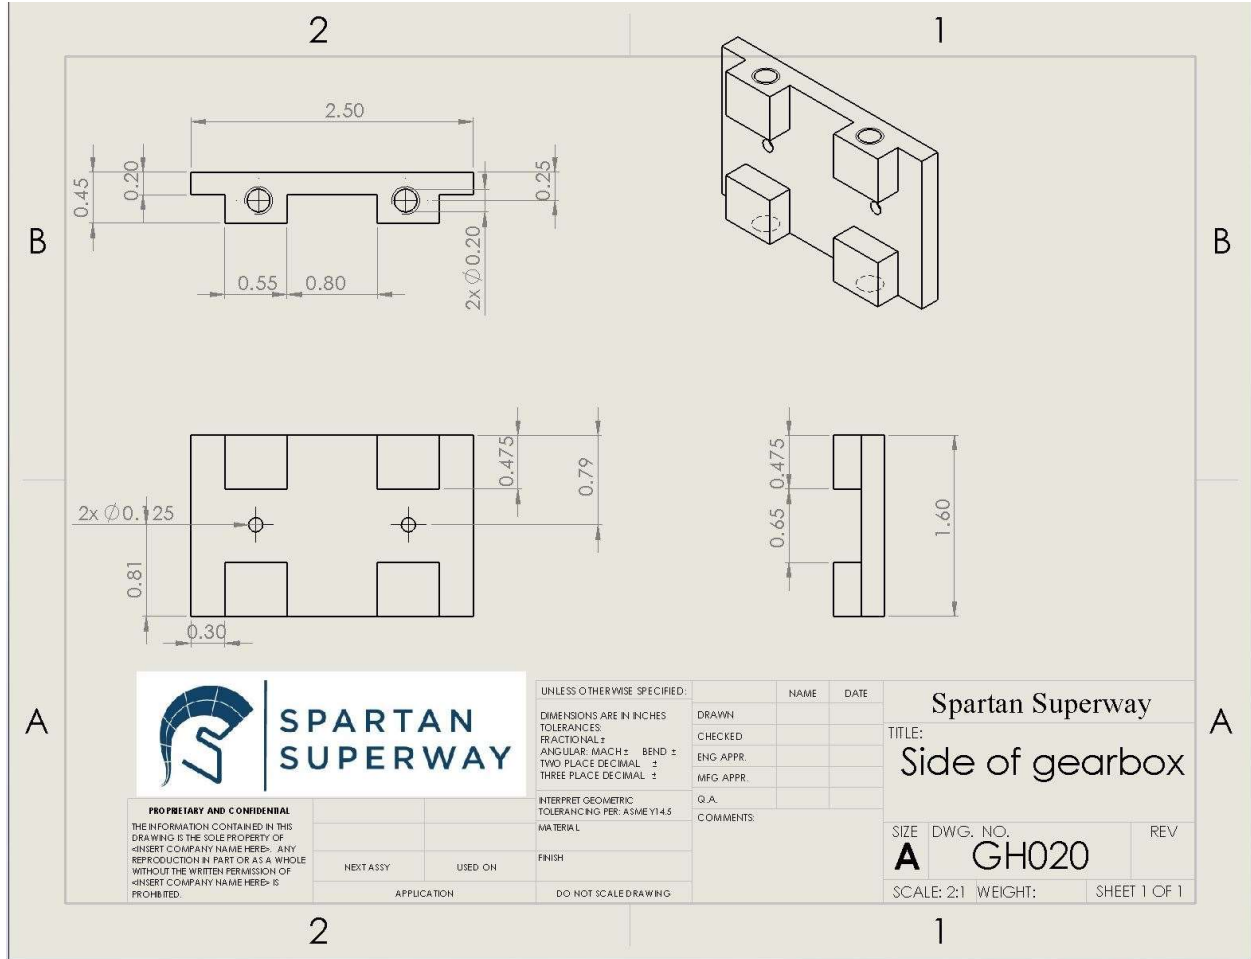 2
1
2.50
0.45
0.20
0.25
B
B
0.55
0.80
2x ∅0.20
0.475
0.79
0.475
2x ∅0.125
0.65
1.60
0.81
0.30
SPARTAN
SUPERWAY
A
A
UNLESS OTHERWISE SPECIFIED:
DIMENSIONS ARE IN INCHES
TOLERANCES:
FRACTIONAL ±
ANGULAR: MACH ± BEND ±
TWO PLACE DECIMAL ±
THREE PLACE DECIMAL ±
INTERPRET GEOMETRIC
TOLERANCING PER: ASME Y14.5
MATERIAL
FINISH
DO NOT SCALE DRAWING
NAME DATE
DRAWN
CHECKED
ENG APPR.
MFG APPR.
Q.A.
COMMENTS:
Spartan Superway
TITLE:
Side of gearbox
SIZE DWG. NO. REV
A GH020
SCALE: 2:1 WEIGHT: SHEET 1 OF 1
PROPRIETARY AND CONFIDENTIAL
THE INFORMATION CONTAINED IN THIS
DRAWING IS THE SOLE PROPERTY OF
<INSERT COMPANY NAME HERE>. ANY
REPRODUCTION IN PART OR AS A WHOLE
WITHOUT THE WRITTEN PERMISSION OF
<INSERT COMPANY NAME HERE> IS
PROHIBITED.
NEXT ASSY USED ON
APPLICATION
2
1